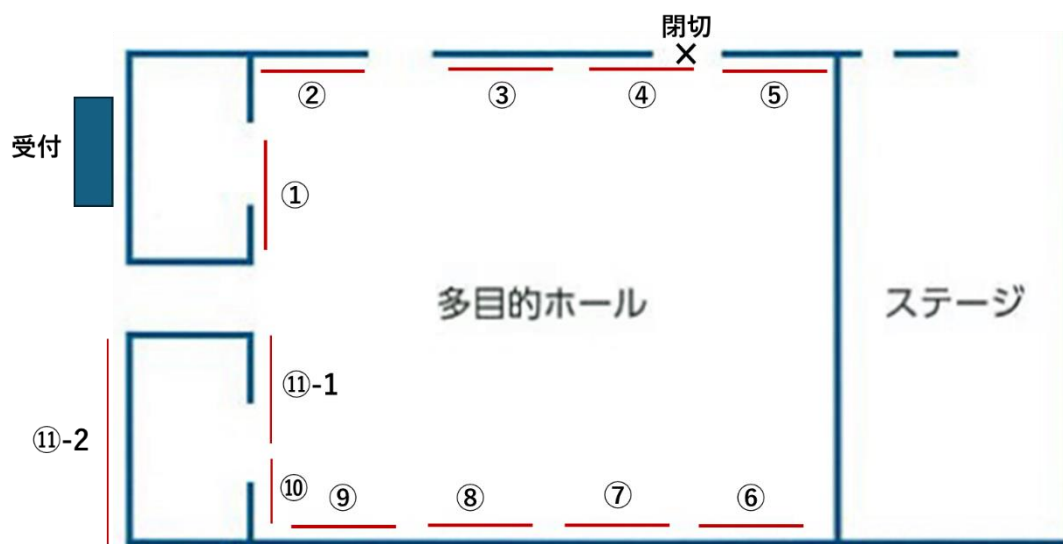 閉切
×
② ③ ④ ⑤
受付
①
多目的ホール
ステージ
⑪-1
⑪-2
⑩
⑨ ⑧ ⑦ ⑥